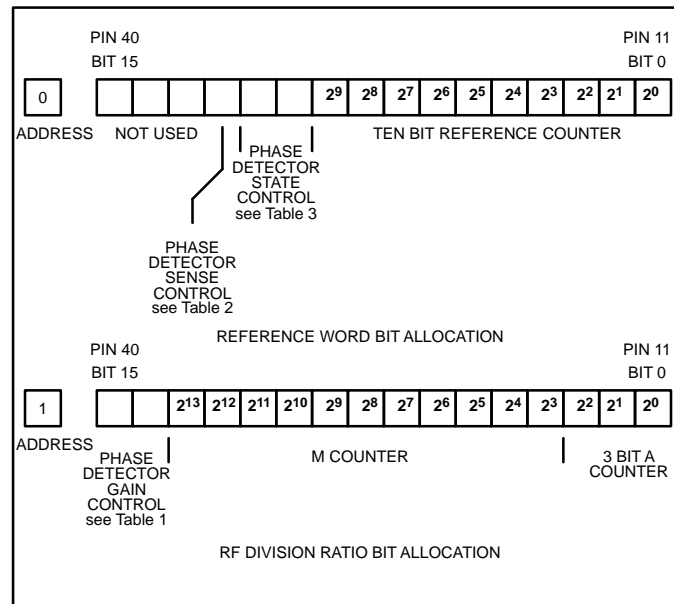 PIN 40 PIN 11
BIT 15 BIT 0
0 2⁹ 2⁸ 2⁷ 2⁶ 2⁵ 2⁴ 2³ 2² 2¹ 2⁰
ADDRESS NOT USED TEN BIT REFERENCE COUNTER
PHASE
DETECTOR
STATE
CONTROL
see Table 3
PHASE
DETECTOR
SENSE
CONTROL
see Table 2
REFERENCE WORD BIT ALLOCATION
PIN 40 PIN 11
BIT 15 BIT 0
1 2¹³ 2¹² 2¹¹ 2¹⁰ 2⁹ 2⁸ 2⁷ 2⁶ 2⁵ 2⁴ 2³ 2² 2¹ 2⁰
ADDRESS
PHASE
DETECTOR
GAIN
CONTROL
see Table 1
M COUNTER
3 BIT A
COUNTER
RF DIVISION RATIO BIT ALLOCATION